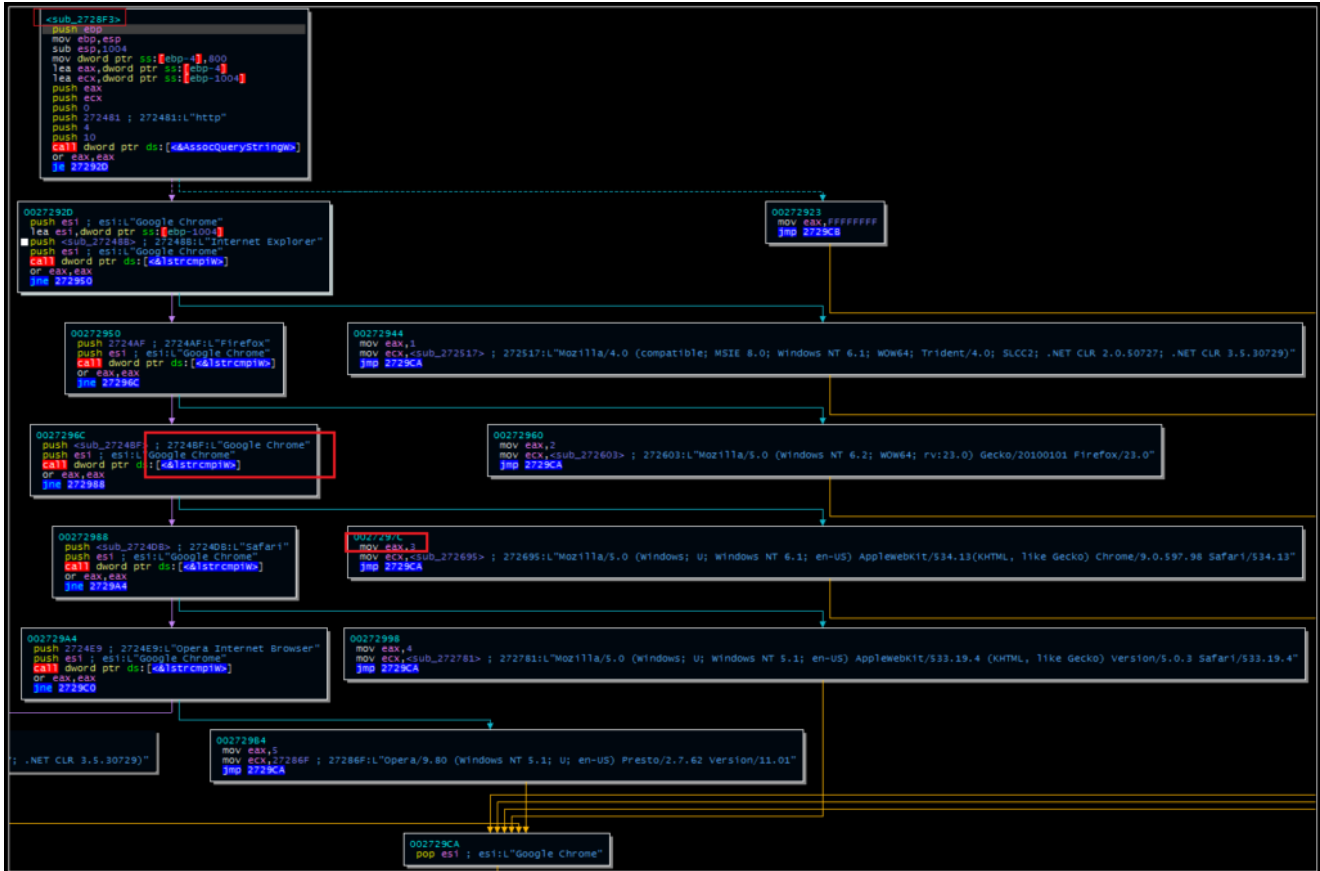 <sub_2728F3>
push ebp
mov ebp,esp
sub esp,1004
mov dword ptr ss:[ebp-4],800
lea eax,dword ptr ss:[ebp-4]
lea ecx,dword ptr ss:[ebp-1004]
push eax
push ecx
push 0
push 272481 ; 272481:L"http"
push 4
push 10
call dword ptr ds:[<&AssocQueryStringW>]
or eax,eax
je 27292D
0027292D
push esi ; esi:L"Google Chrome"
lea esi,dword ptr ss:[ebp-1004]
push <sub_27248B> ; 27248B:L"Internet Explorer"
push esi ; esi:L"Google Chrome"
call dword ptr ds:[<&lstrcmpiW>]
or eax,eax
jne 272950
00272923
mov eax,FFFFFFFF
jmp 2729CB
00272950
push 2724AF ; 2724AF:L"Firefox"
push esi ; esi:L"Google Chrome"
call dword ptr ds:[<&lstrcmpiW>]
or eax,eax
jne 27296C
00272944
mov eax,1
mov ecx,<sub_272517> ; 272517:L"Mozilla/4.0 (compatible; MSIE 8.0; Windows NT 6.1; WOW64; Trident/4.0; SLCC2; .NET CLR 2.0.50727; .NET CLR 3.5.30729)"
jmp 2729CA
0027296C
push <sub_2724BF> ; 2724BF:L"Google Chrome"
push esi ; esi:L"Google Chrome"
call dword ptr ds:[<&lstrcmpiW>]
or eax,eax
jne 272988
00272960
mov eax,2
mov ecx,<sub_272603> ; 272603:L"Mozilla/5.0 (Windows NT 6.2; WOW64; rv:23.0) Gecko/20100101 Firefox/23.0"
jmp 2729CA
00272988
push <sub_2724DB> ; 2724DB:L"Safari"
push esi ; esi:L"Google Chrome"
call dword ptr ds:[<&lstrcmpiW>]
or eax,eax
jne 2729A4
0027297C
mov eax,3
mov ecx,<sub_272695> ; 272695:L"Mozilla/5.0 (Windows; U; Windows NT 6.1; en-US) AppleWebKit/534.13(KHTML, like Gecko) Chrome/9.0.597.98 Safari/534.13"
jmp 2729CA
002729A4
push 2724E9 ; 2724E9:L"Opera Internet Browser"
push esi ; esi:L"Google Chrome"
call dword ptr ds:[<&lstrcmpiW>]
or eax,eax
jne 2729C0
00272998
mov eax,4
mov ecx,<sub_272781> ; 272781:L"Mozilla/5.0 (Windows; U; Windows NT 5.1; en-US) AppleWebKit/533.19.4 (KHTML, like Gecko) Version/5.0.3 Safari/533.19.4"
jmp 2729CA
; .NET CLR 3.5.30729)"
002729B4
mov eax,5
mov ecx,27286F ; 27286F:L"Opera/9.80 (Windows NT 5.1; U; en-US) Presto/2.7.62 Version/11.01"
jmp 2729CA
002729CA
pop esi ; esi:L"Google Chrome"